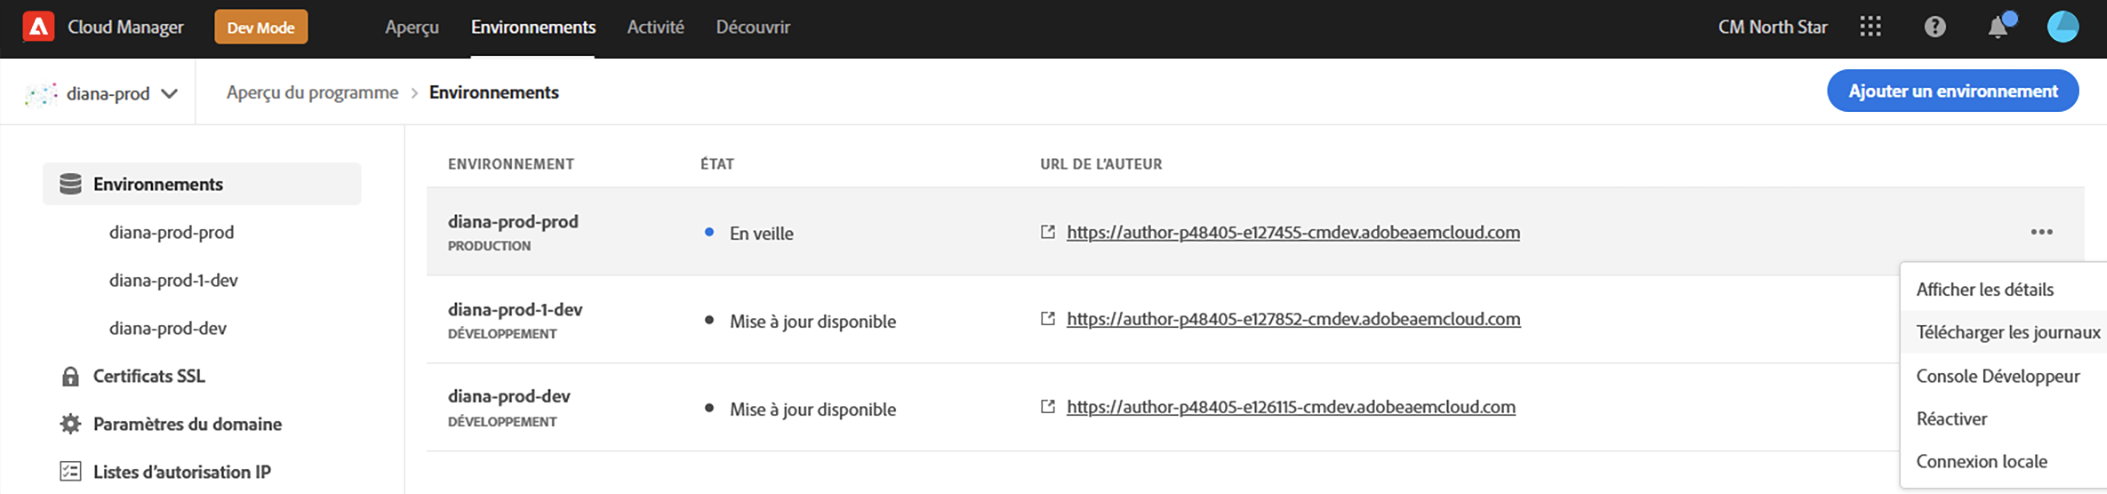 Cloud Manager Dev Mode Aperçu Environnements Activité Découvrir CM North Star
diana-prod Aperçu du programme > Environnements Ajouter un environnement
Environnements
diana-prod-prod
diana-prod-1-dev
diana-prod-dev
Certificats SSL
Paramètres du domaine
Listes d'autorisation IP
ENVIRONNEMENT ÉTAT URL DE L'AUTEUR
diana-prod-prod
PRODUCTION
En veille
https://author-p48405-e127455-cmdev.adobeaemcloud.com
diana-prod-1-dev
DÉVELOPPEMENT
Mise à jour disponible
https://author-p48405-e127852-cmdev.adobeaemcloud.com
diana-prod-dev
DÉVELOPPEMENT
Mise à jour disponible
https://author-p48405-e126115-cmdev.adobeaemcloud.com
Afficher les détails
Télécharger les journaux
Console Développeur
Réactiver
Connexion locale